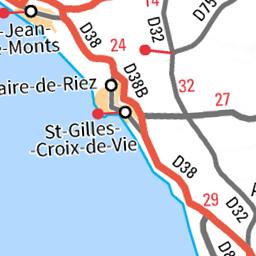 14
D75
-Jean-
D38
24
D32
e-Monts
aire-de-Riez
D38B
32
27
St-Gilles-
-Croix-de-Vie
D38
29
D32
D8